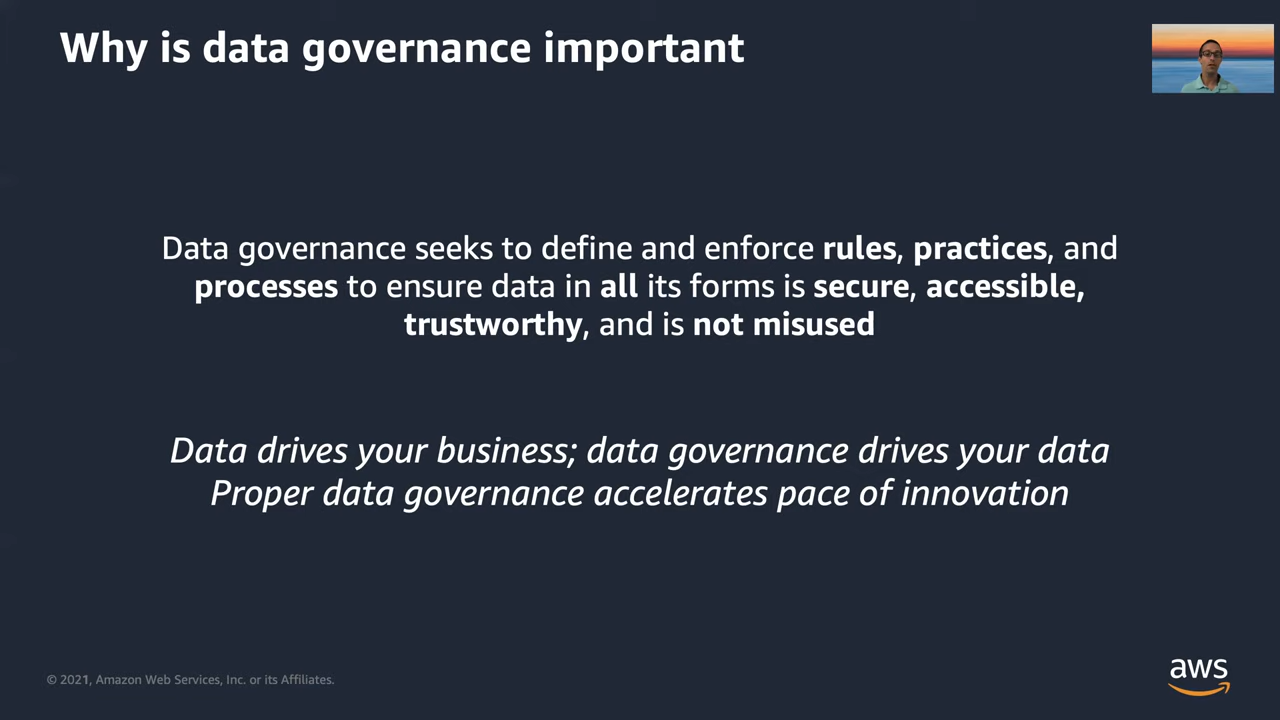 Why is data governance important
Data governance seeks to define and enforce rules, practices, and
processes to ensure data in all its forms is secure, accessible,
trustworthy, and is not misused
Data drives your business; data governance drives your data
Proper data governance accelerates pace of innovation
© 2021, Amazon Web Services, Inc. or its Affiliates.
aws